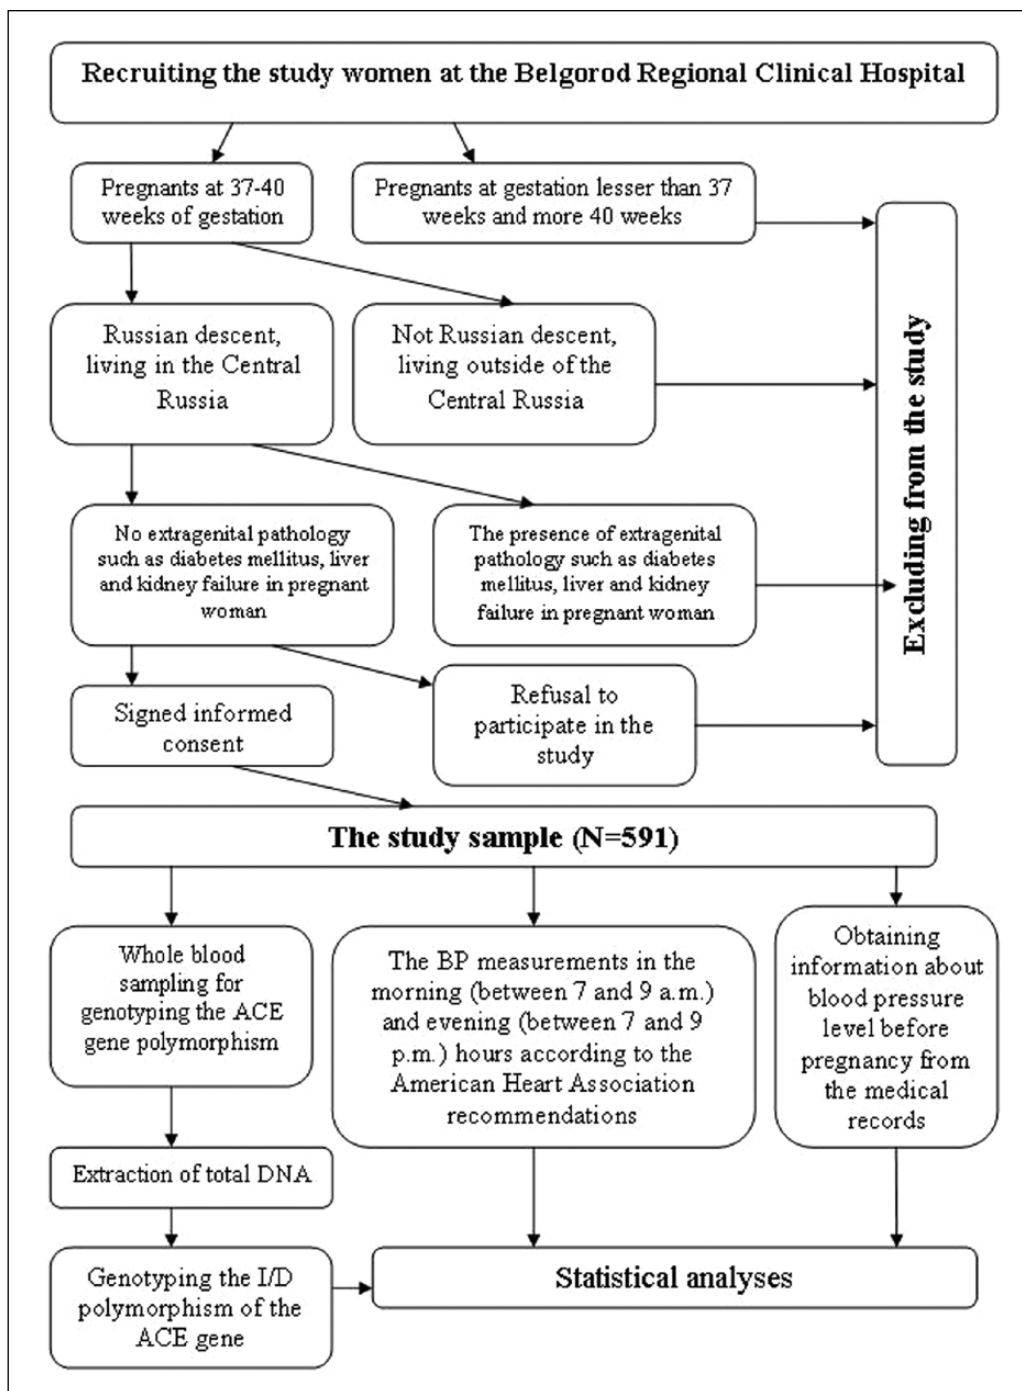 Recruiting the study women at the Belgorod Regional Clinical Hospital
Pregnants at 37-40
weeks of gestation
Pregnants at gestation lesser than 37
weeks and more 40 weeks
Russian descent,
living in the Central
Russia
Not Russian descent,
living outside of the
Central Russia
Excluding from the study
No extragenital pathology
such as diabetes mellitus, liver
and kidney failure in pregnant
woman
The presence of extragenital
pathology such as diabetes
mellitus, liver and kidney
failure in pregnant woman
Signed informed
consent
Refusal to
participate in the
study
The study sample (N=591)
Whole blood
sampling for
genotyping the ACE
gene polymorphism
The BP measurements in the
morning (between 7 and 9 a.m.)
and evening (between 7 and 9
p.m.) hours according to the
American Heart Association
recommendations
Obtaining
information about
blood pressure
level before
pregnancy from
the medical
records
Extraction of total DNA
Genotyping the I/D
polymorphism of the
ACE gene
Statistical analyses